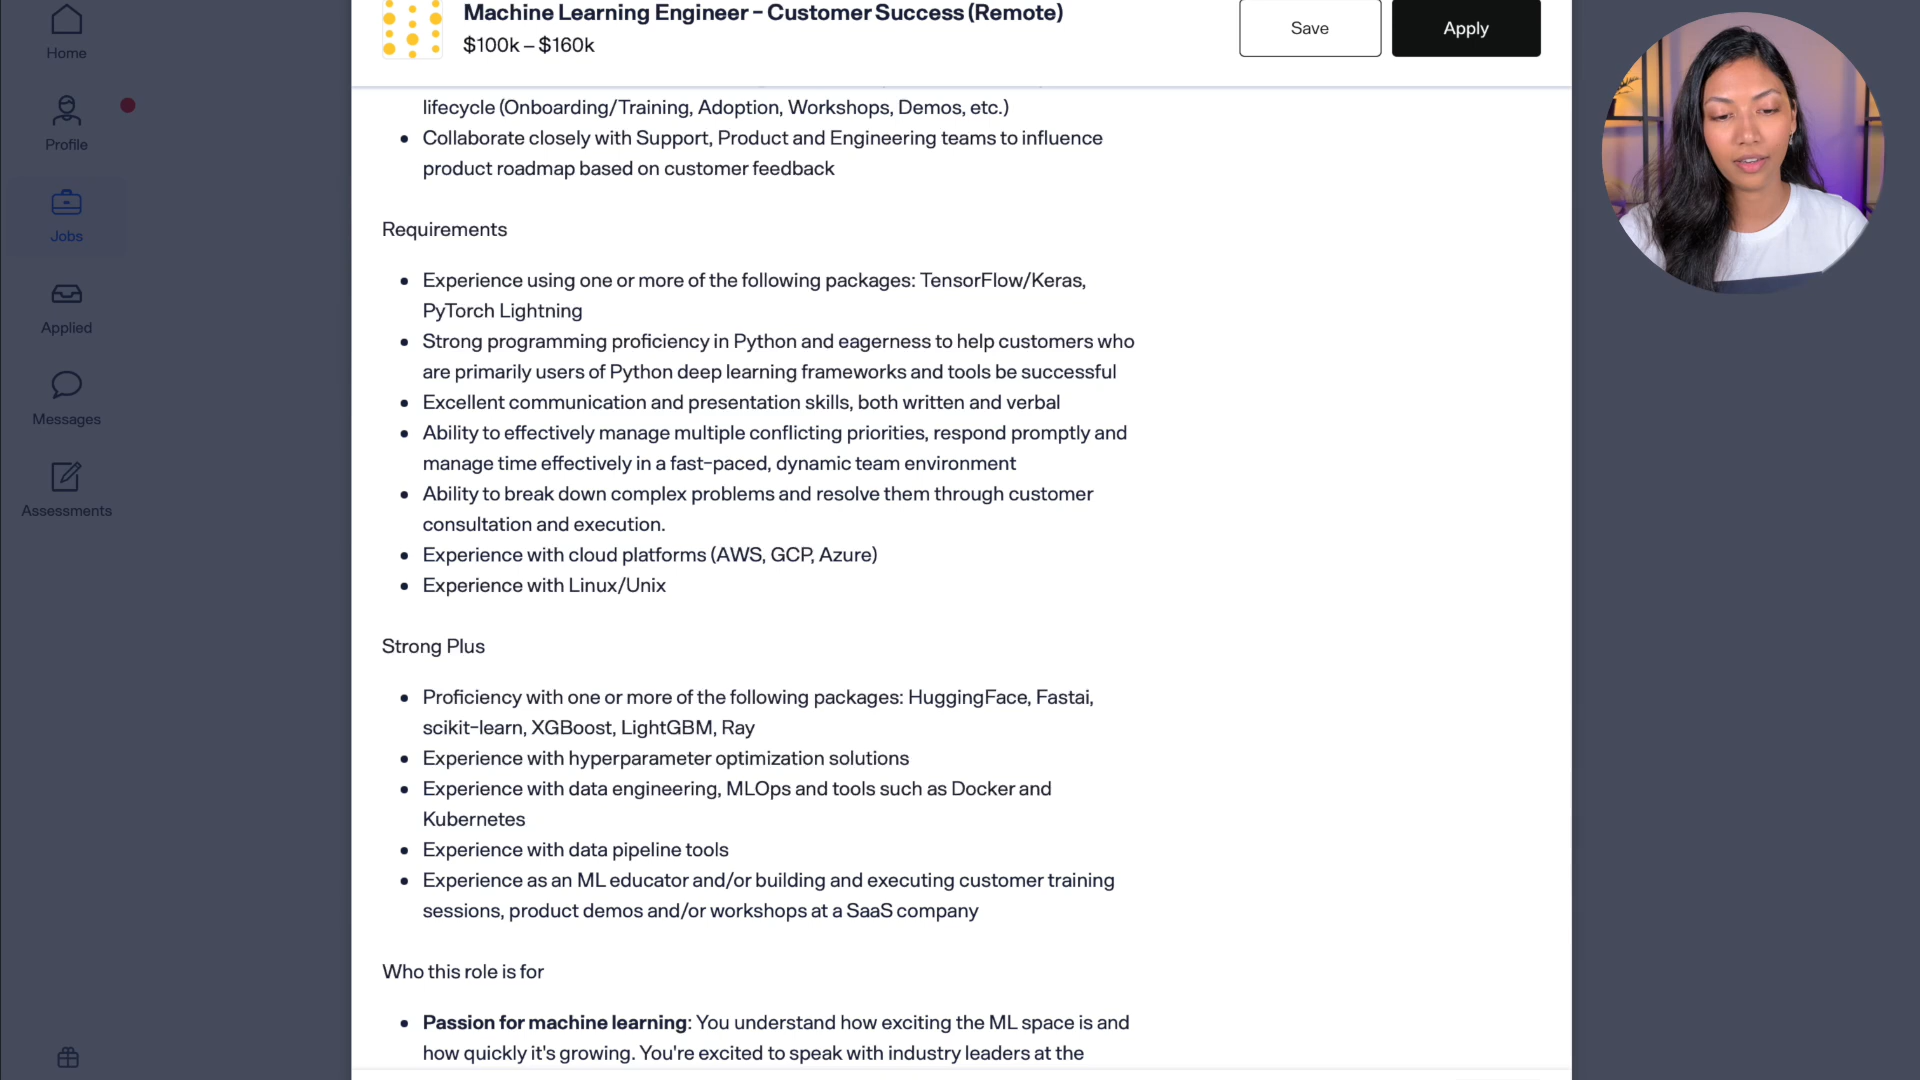 Home
Profile
Jobs
Applied
Messages
Assessments
Machine Learning Engineer – Customer Success (Remote)
$100k – $160k
Save
Apply
lifecycle (Onboarding/Training, Adoption, Workshops, Demos, etc.)
Collaborate closely with Support, Product and Engineering teams to influence
product roadmap based on customer feedback
Requirements
Experience using one or more of the following packages: TensorFlow/Keras,
PyTorch Lightning
Strong programming proficiency in Python and eagerness to help customers who
are primarily users of Python deep learning frameworks and tools be successful
Excellent communication and presentation skills, both written and verbal
Ability to effectively manage multiple conflicting priorities, respond promptly and
manage time effectively in a fast-paced, dynamic team environment
Ability to break down complex problems and resolve them through customer
consultation and execution.
Experience with cloud platforms (AWS, GCP, Azure)
Experience with Linux/Unix
Strong Plus
Proficiency with one or more of the following packages: HuggingFace, Fastai,
scikit-learn, XGBoost, LightGBM, Ray
Experience with hyperparameter optimization solutions
Experience with data engineering, MLOps and tools such as Docker and
Kubernetes
Experience with data pipeline tools
Experience as an ML educator and/or building and executing customer training
sessions, product demos and/or workshops at a SaaS company
Who this role is for
Passion for machine learning: You understand how exciting the ML space is and
how quickly it's growing. You're excited to speak with industry leaders at the